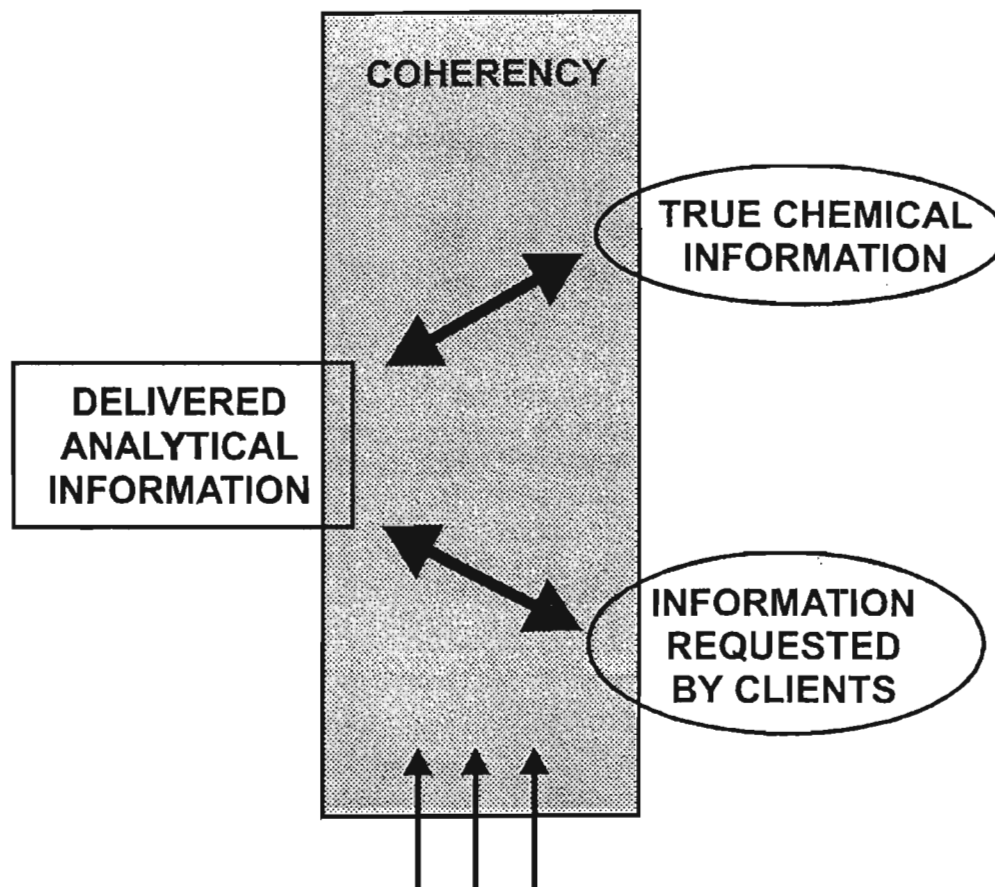 COHERENCY
TRUE CHEMICAL
INFORMATION
DELIVERED
ANALYTICAL
INFORMATION
INFORMATION
REQUESTED
BY CLIENTS